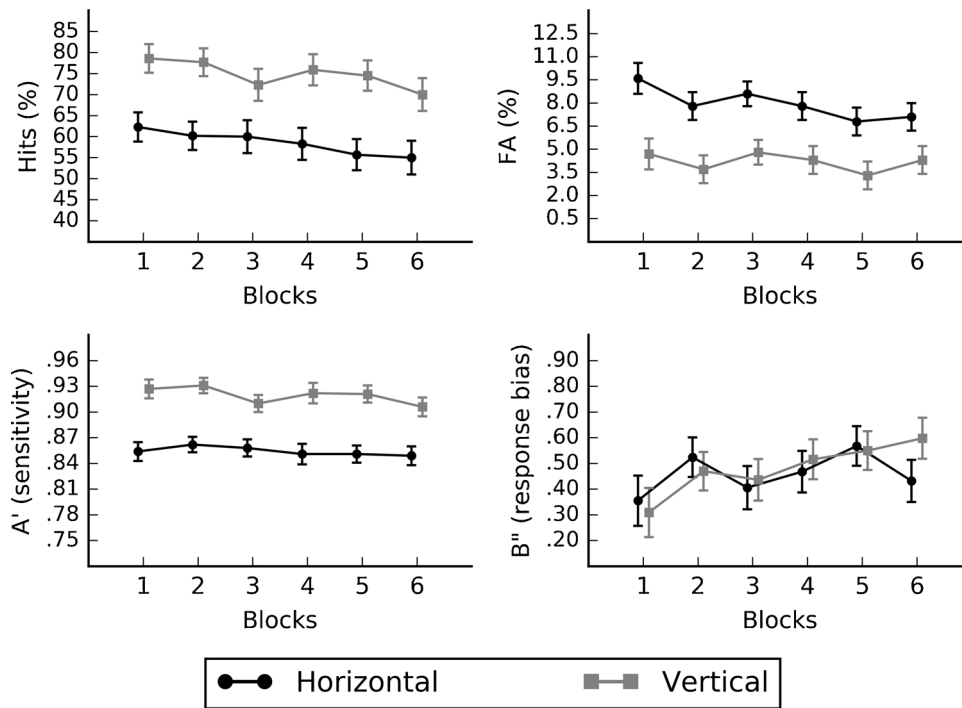 Hits (%)
85
80
75
70
65
60
55
50
45
40
1 2 3 4 5 6
Blocks
FA (%)
12.5
11.0
9.5
8.0
6.5
5.0
3.5
2.0
0.5
1 2 3 4 5 6
Blocks
A' (sensitivity)
.96
.93
.90
.87
.84
.81
.78
.75
1 2 3 4 5 6
Blocks
B" (response bias)
.90
.80
.70
.60
.50
.40
.30
.20
1 2 3 4 5 6
Blocks
Horizontal Vertical